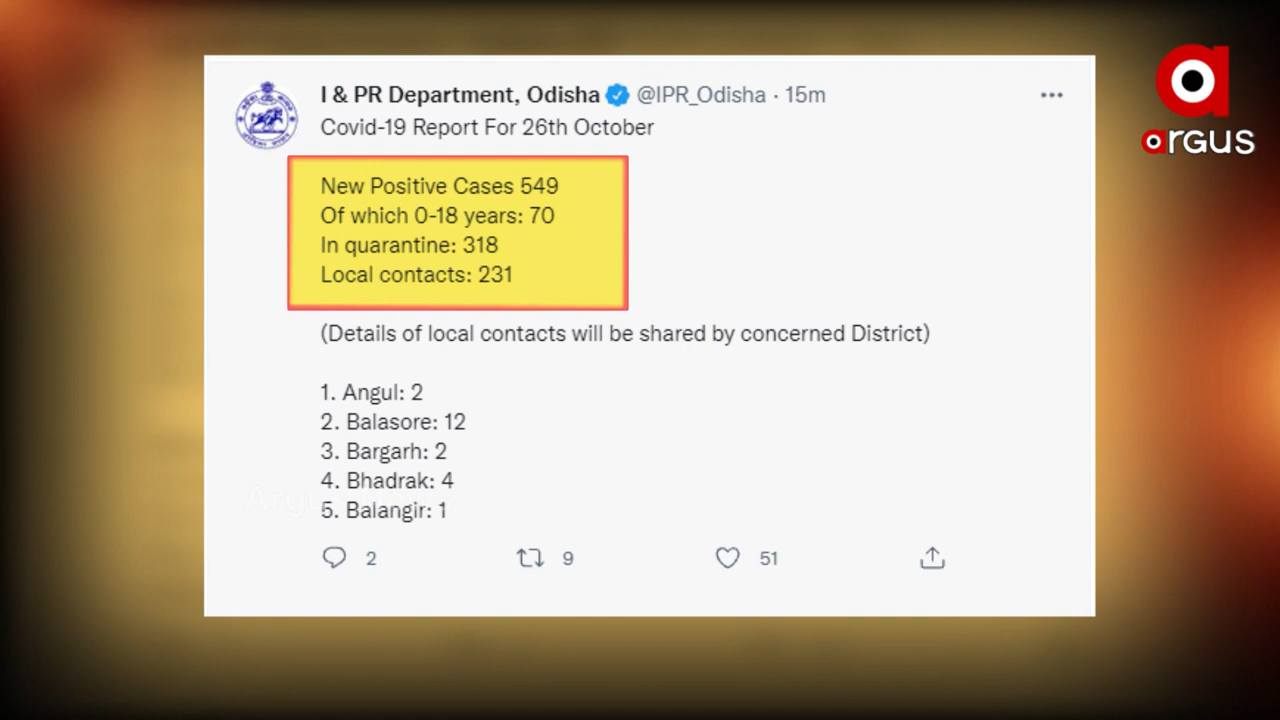 I & PR Department, Odisha @IPR_Odisha · 15m
Covid-19 Report For 26th October
New Positive Cases 549
Of which 0-18 years: 70
In quarantine: 318
Local contacts: 231
(Details of local contacts will be shared by concerned District)
1. Angul: 2
2. Balasore: 12
3. Bargarh: 2
4. Bhadrak: 4
5. Balangir: 1
2 9 51
a
argus